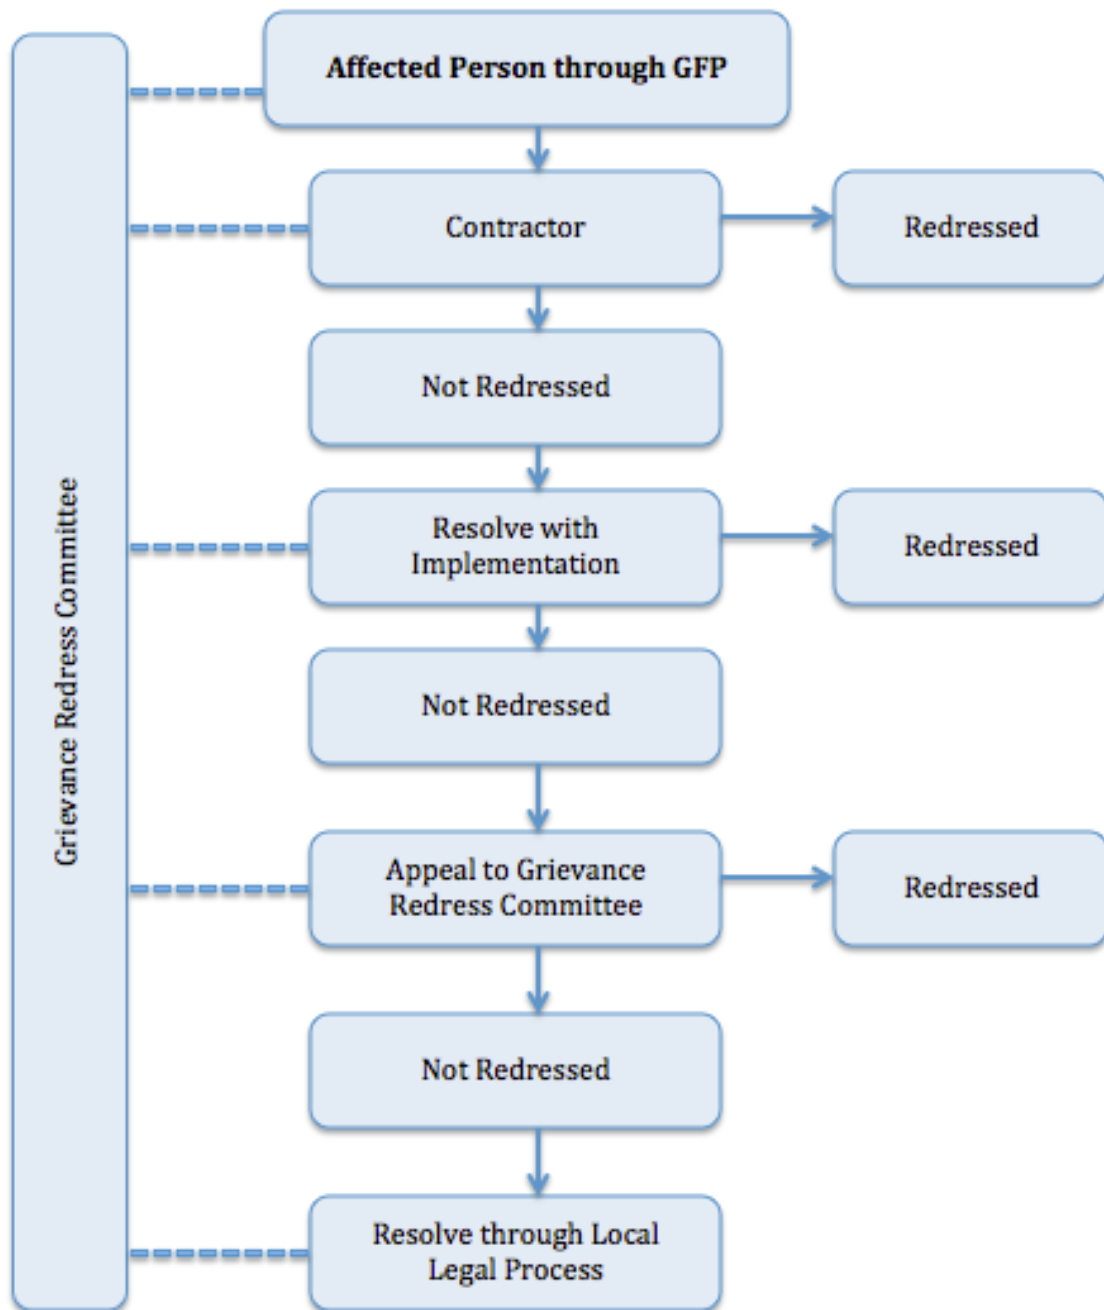 Affected Person through GFP
Contractor
Redressed
Not Redressed
Resolve with
Implementation
Redressed
Not Redressed
Appeal to Grievance
Redress Committee
Redressed
Not Redressed
Resolve through Local
Legal Process
Grievance Redress Committee